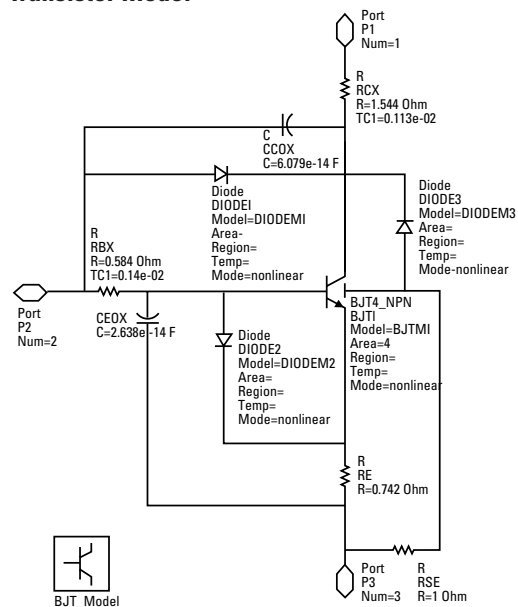 Transistor Model
Port
P1
Num=1
R
RCX
R=1.544 Ohm
TC1=0.113e-02
C
CCOX
C=6.079e-14 F
Diode
DIODE1
Model=DIODEM1
Area-
Region=
Temp=
Mode=nonlinear
Diode
DIODE3
Model=DIODEM3
Area=
Region=
Temp=
Mode-nonlinear
R
RBX
R=0.584 Ohm
TC1=0.14e-02
Port
P2
Num=2
CEOX
C=2.638e-14 F
Diode
DIODE2
Model=DIODEM2
Area=
Region=
Temp=
Mode=nonlinear
BJT4_NPN
BJTI
Model=BJTMI
Area=4
Region=
Temp=
Mode=nonlinear
R
RE
R=0.742 Ohm
BJT_Model
Port
P3
Num=3
R
RSE
R=1 Ohm